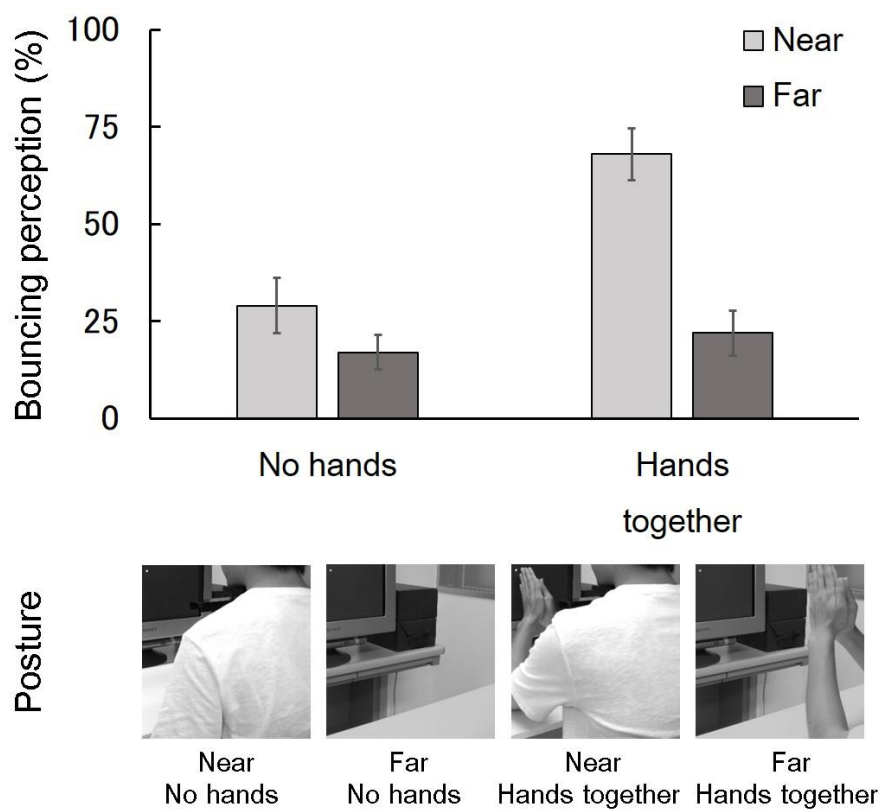 Bouncing perception (%)
100
75
50
25
0
Near
Far
No hands
Hands
together
Posture
Near
No hands
Far
No hands
Near
Hands together
Far
Hands together